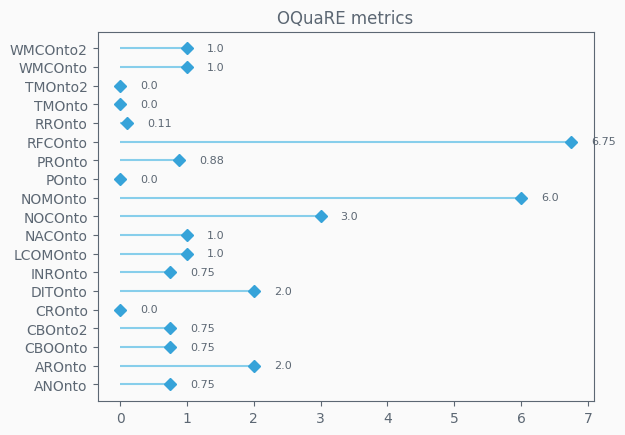 OQuaRE metrics
WMCOnto2 1.0
WMCOnto 1.0
TMOnto2 0.0
TMOnto 0.0
RROnto 0.11
RFCOnto 6.75
PROnto 0.88
POnto 0.0
NOMOnto 6.0
NOCOnto 3.0
NACOnto 1.0
LCOMOnto 1.0
INROnto 0.75
DITOnto 2.0
CROnto 0.0
CBOnto2 0.75
CBOOnto 0.75
AROnto 2.0
ANOnto 0.75
0 1 2 3 4 5 6 7